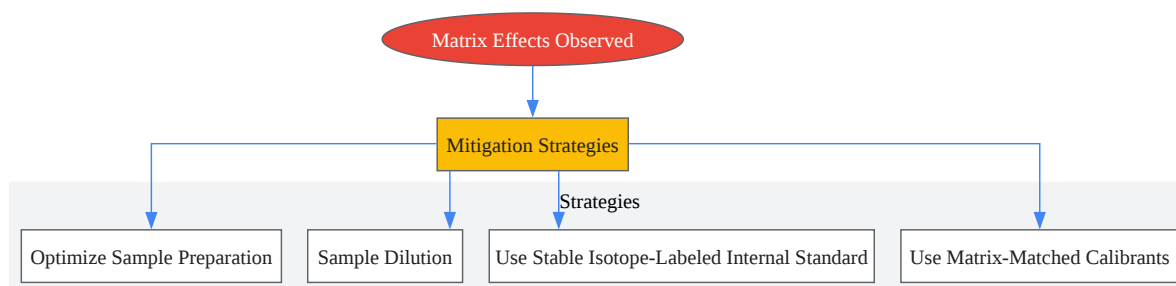 Matrix Effects Observed
Mitigation Strategies
Strategies
Optimize Sample Preparation
Sample Dilution
Use Stable Isotope-Labeled Internal Standard
Use Matrix-Matched Calibrants